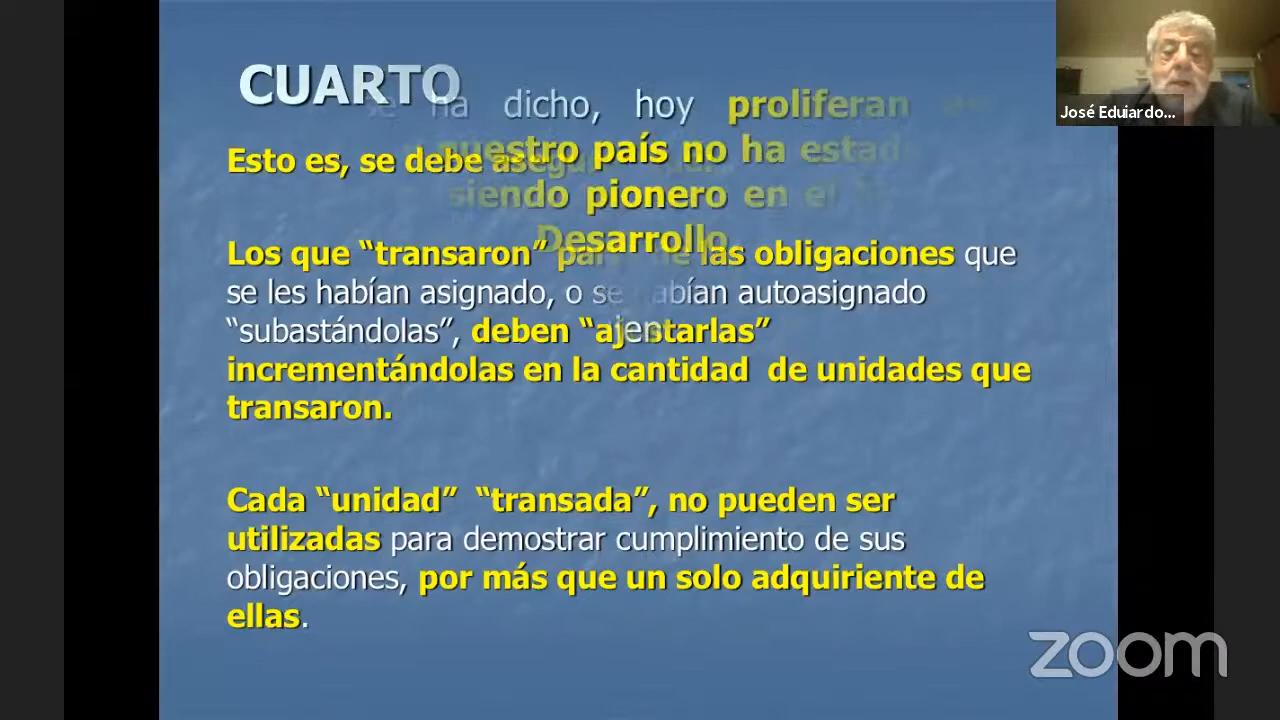 CUARTO
ha dicho, hoy proliferan
Esto es, se debe
nuestro país no ha estado
siendo pionero en el
Desarrollo,
Los que “transaron” de las obligaciones que
se les habían asignado, o se habían autoasignado
“subastándolas”, deben “ajustarlas”
incrementándolas en la cantidad de unidades que
transaron.
Cada “unidad” “transada”, no pueden ser
utilizadas para demostrar cumplimiento de sus
obligaciones, por más que un solo adquiriente de
ellas.
José Eduiardo...
zoom